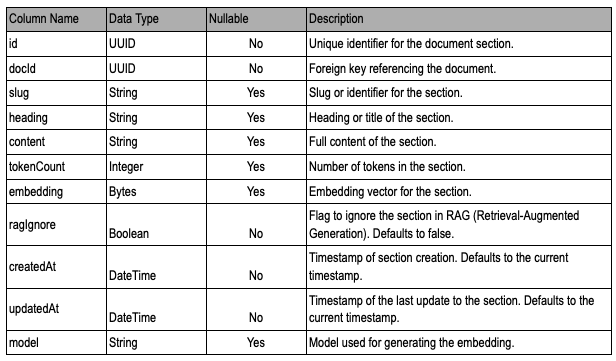 Column Name Data Type Nullable Description
id UUID No Unique identifier for the document section.
docId UUID No Foreign key referencing the document.
slug String Yes Slug or identifier for the section.
heading String Yes Heading or title of the section.
content String Yes Full content of the section.
tokenCount Integer Yes Number of tokens in the section.
embedding Bytes Yes Embedding vector for the section.
ragIgnore Boolean No Flag to ignore the section in RAG (Retrieval-Augmented
Generation). Defaults to false.
createdAt DateTime No Timestamp of section creation. Defaults to the current
timestamp.
updatedAt DateTime No Timestamp of the last update to the section. Defaults to the
current timestamp.
model String Yes Model used for generating the embedding.